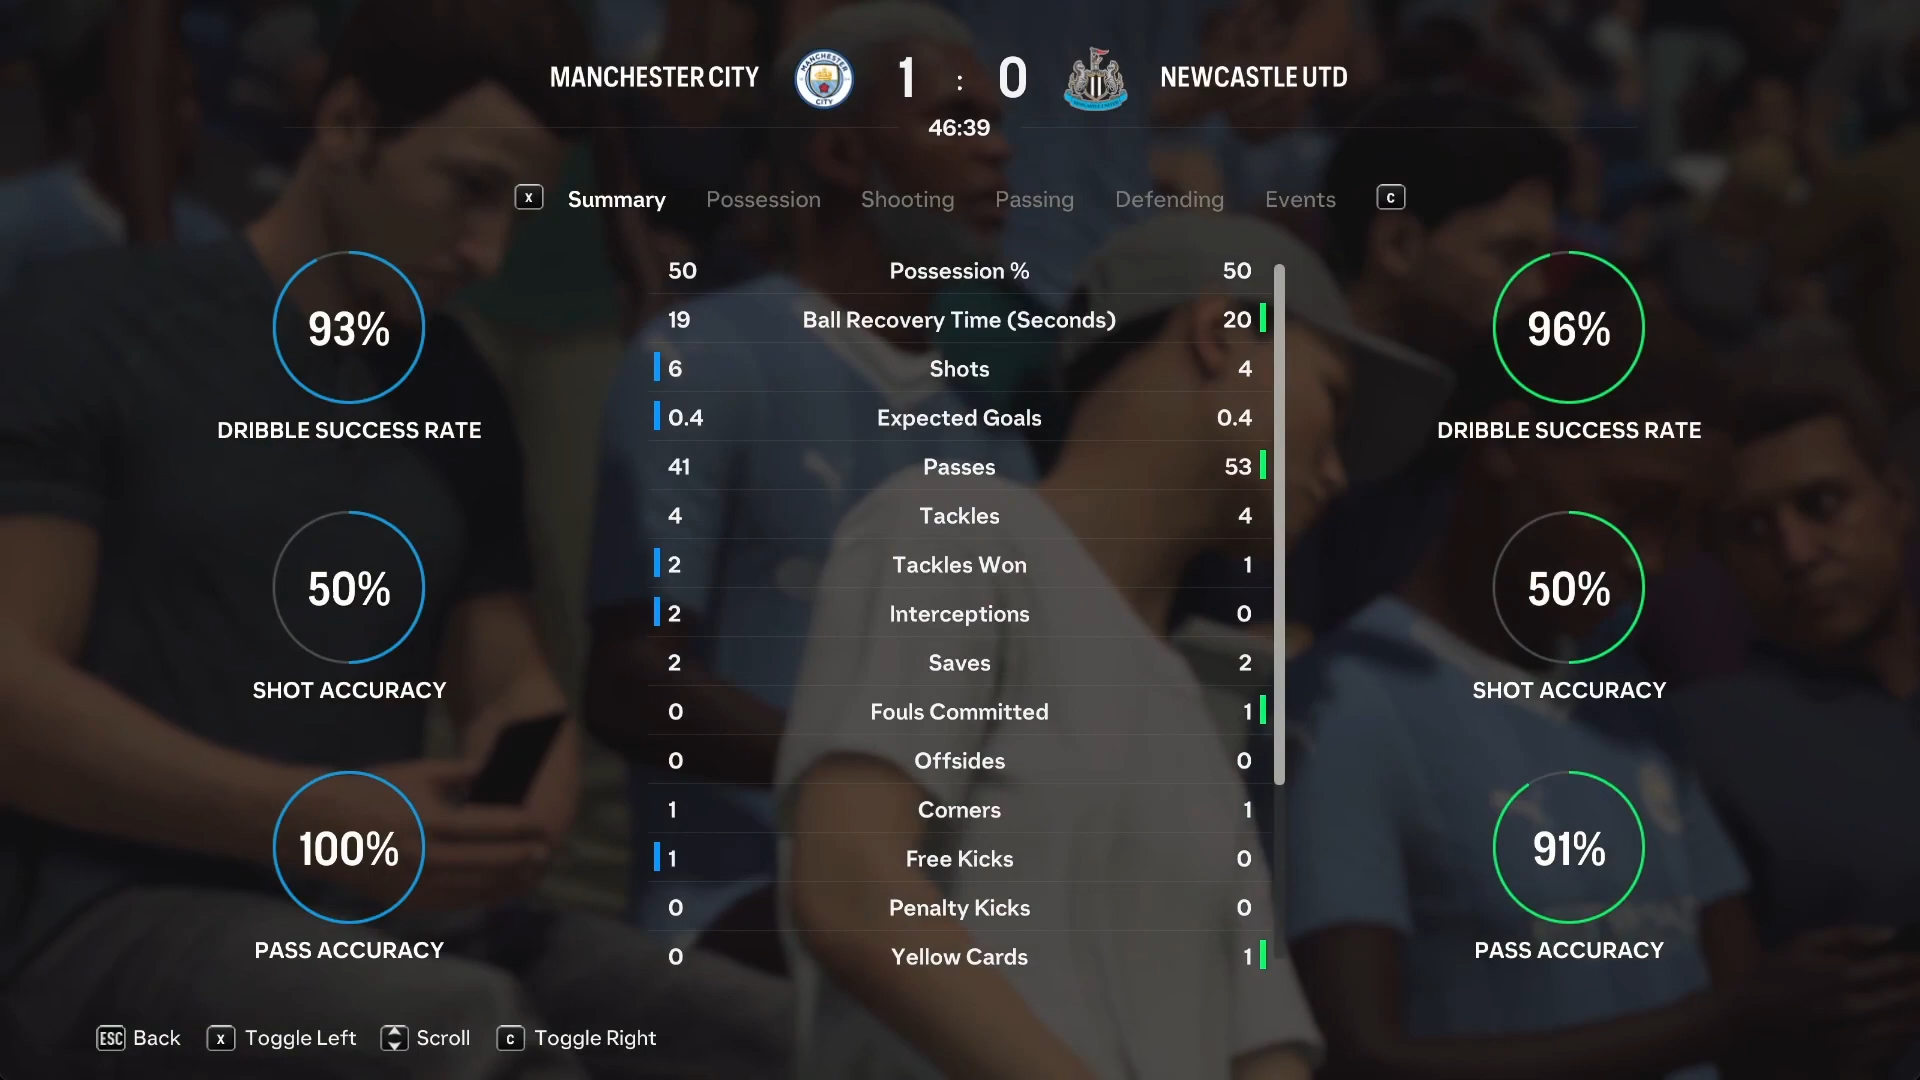 MANCHESTER CITY 1 : 0 NEWCASTLE UTD
46:39
X Summary Possession Shooting Passing Defending Events C
50 Possession % 50
19 Ball Recovery Time (Seconds) 20
6 Shots 4
0.4 Expected Goals 0.4
41 Passes 53
4 Tackles 4
2 Tackles Won 1
2 Interceptions 0
2 Saves 2
0 Fouls Committed 1
0 Offsides 0
1 Corners 1
1 Free Kicks 0
0 Penalty Kicks 0
0 Yellow Cards 1
93%
DRIBBLE SUCCESS RATE
50%
SHOT ACCURACY
100%
PASS ACCURACY
96%
DRIBBLE SUCCESS RATE
50%
SHOT ACCURACY
91%
PASS ACCURACY
ESC Back X Toggle Left Scroll C Toggle Right
MANCHESTER
CITY